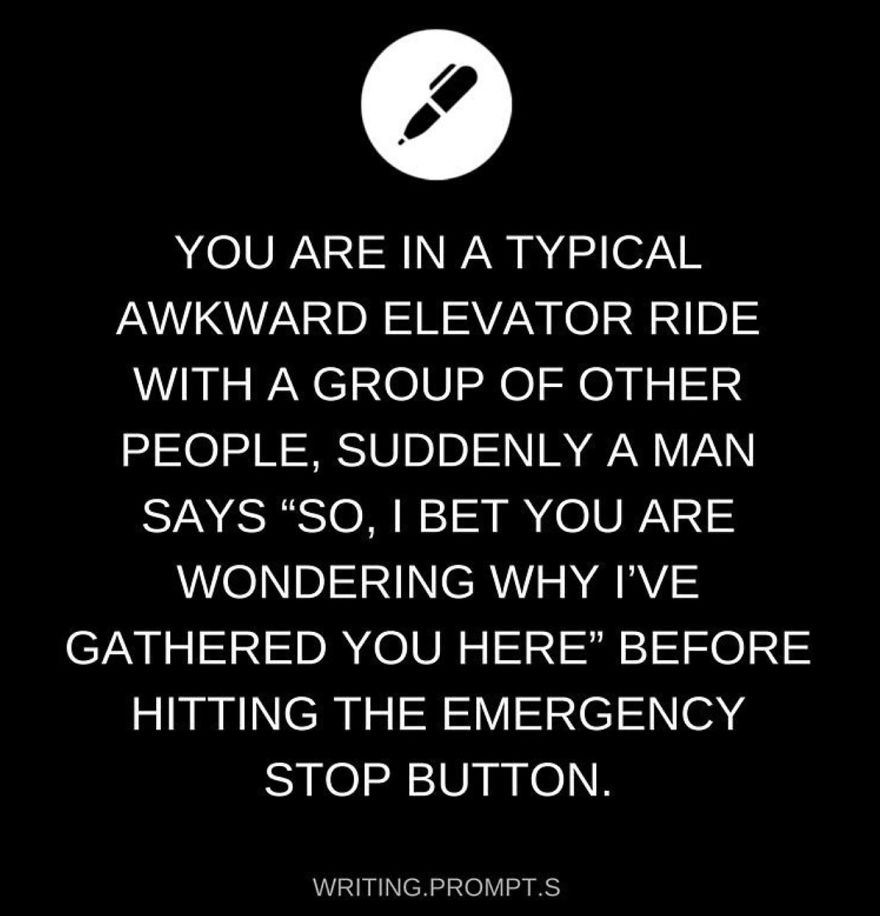 YOU ARE IN A TYPICAL
AWKWARD ELEVATOR RIDE
WITH A GROUP OF OTHER
PEOPLE, SUDDENLY A MAN
SAYS “SO, I BET YOU ARE
WONDERING WHY I’VE
GATHERED YOU HERE” BEFORE
HITTING THE EMERGENCY
STOP BUTTON.
WRITING.PROMPT.S